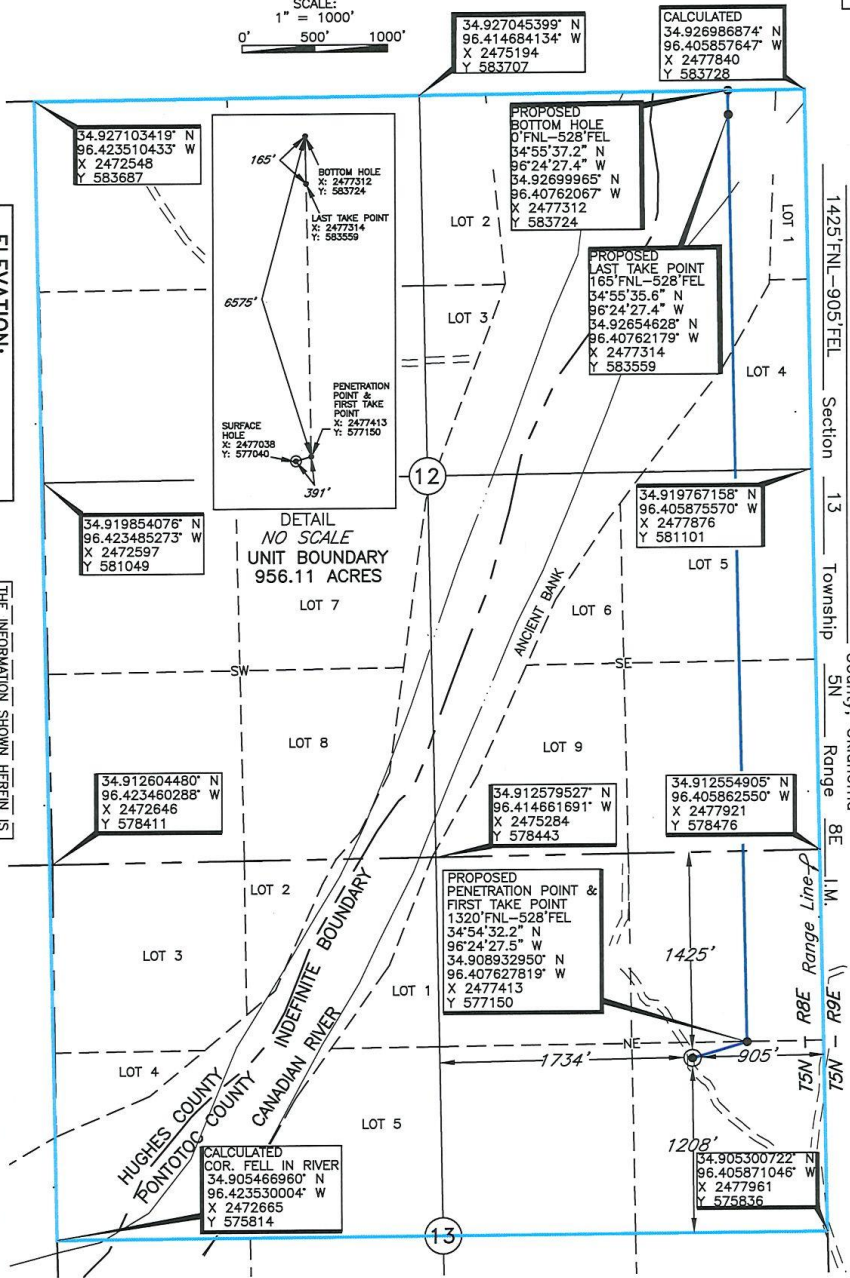 SCALE:
1" = 1000'
0' 500' 1000'
34.927045399° N
96.414684134° W
X 2475194
Y 583707
CALCULATED
34.926986874° N
96.405857647° W
X 2477840
Y 583728
34.927103419° N
96.423510433° W
X 2472548
Y 583687
165'
BOTTOM HOLE
X: 2477312
Y: 583724
LAST TAKE POINT
X: 2477314
Y: 583559
6575'
PENETRATION
POINT &
FIRST TAKE
POINT
X: 2477413
Y: 577150
SURFACE
HOLE
X: 2477038
Y: 577040
391'
DETAIL
NO SCALE
UNIT BOUNDARY
956.11 ACRES
PROPOSED
BOTTOM HOLE
0'FNL-528'FEL
34°55'37.2" N
96°24'27.4" W
34.92699965° N
96.40762067° W
X 2477312
Y 583724
PROPOSED
LAST TAKE POINT
165'FNL-528'FEL
34°55'35.6" N
96°24'27.4" W
34.92654628° N
96.40762179° W
X 2477314
Y 583559
LOT 1
LOT 2
LOT 3
LOT 4
12
34.919854076° N
96.423485273° W
X 2472597
Y 581049
34.919767158° N
96.405875570° W
X 2477876
Y 581101
LOT 5
LOT 7
LOT 6
ANCIENT BANK
SW
SE
LOT 8
LOT 9
34.912604480° N
96.423460288° W
X 2472646
Y 578411
34.912579527° N
96.414661691° W
X 2475284
Y 578443
34.912554905° N
96.405862550° W
X 2477921
Y 578476
LOT 2
LOT 3
PROPOSED
PENETRATION POINT &
FIRST TAKE POINT
1320'FNL-528'FEL
34°54'32.2" N
96°24'27.5" W
34.908932950° N
96.407627819° W
X 2477413
Y 577150
1425'
LOT 1
INDEFINITE BOUNDARY
NE
1734'
905'
LOT 4
HUGHES COUNTY
PONTOTOC COUNTY
CANADIAN RIVER
LOT 5
1208'
CALCULATED
COR. FELL IN RIVER
34.905466960° N
96.423530004° W
X 2472665
Y 575814
34.905300722° N
96.405871046° W
X 2477961
Y 575836
13
1425'FNL-905'FEL Section 13 Township 5N Range 8E I.M.
County, Oklahoma
R8E Range Line
T5N
R9E
T5N
ELEVATION:
THE INFORMATION SHOWN HEREIN IS